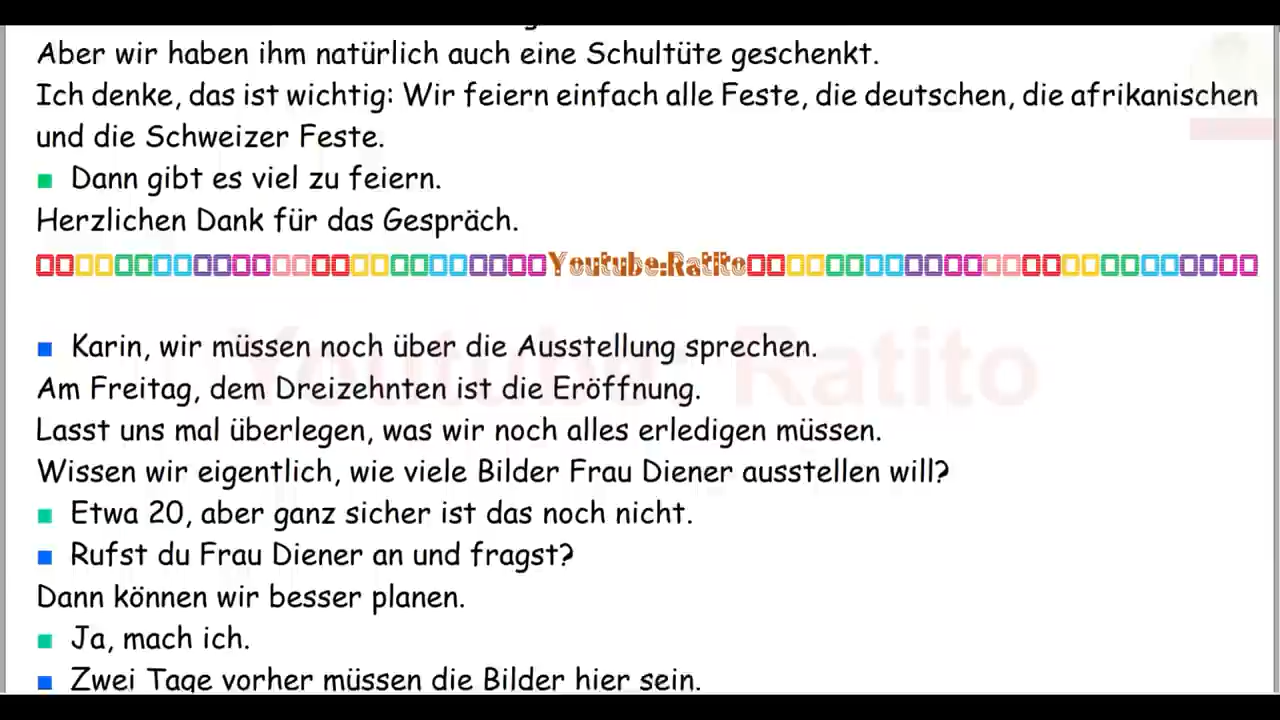 Aber wir haben ihm natürlich auch eine Schultüte geschenkt.
Ich denke, das ist wichtig: Wir feiern einfach alle Feste, die deutschen, die afrikanischen
und die Schweizer Feste.
Dann gibt es viel zu feiern.
Herzlichen Dank für das Gespräch.
Youtube:Ratito
Karin, wir müssen noch über die Ausstellung sprechen.
Youtube: Ratito
Am Freitag, dem Dreizehnten ist die Eröffnung.
Lasst uns mal überlegen, was wir noch alles erledigen müssen.
Wissen wir eigentlich, wie viele Bilder Frau Diener ausstellen will?
Etwa 20, aber ganz sicher ist das noch nicht.
Rufst du Frau Diener an und fragst?
Dann können wir besser planen.
Ja, mach ich.
Zwei Tage vorher müssen die Bilder hier sein.